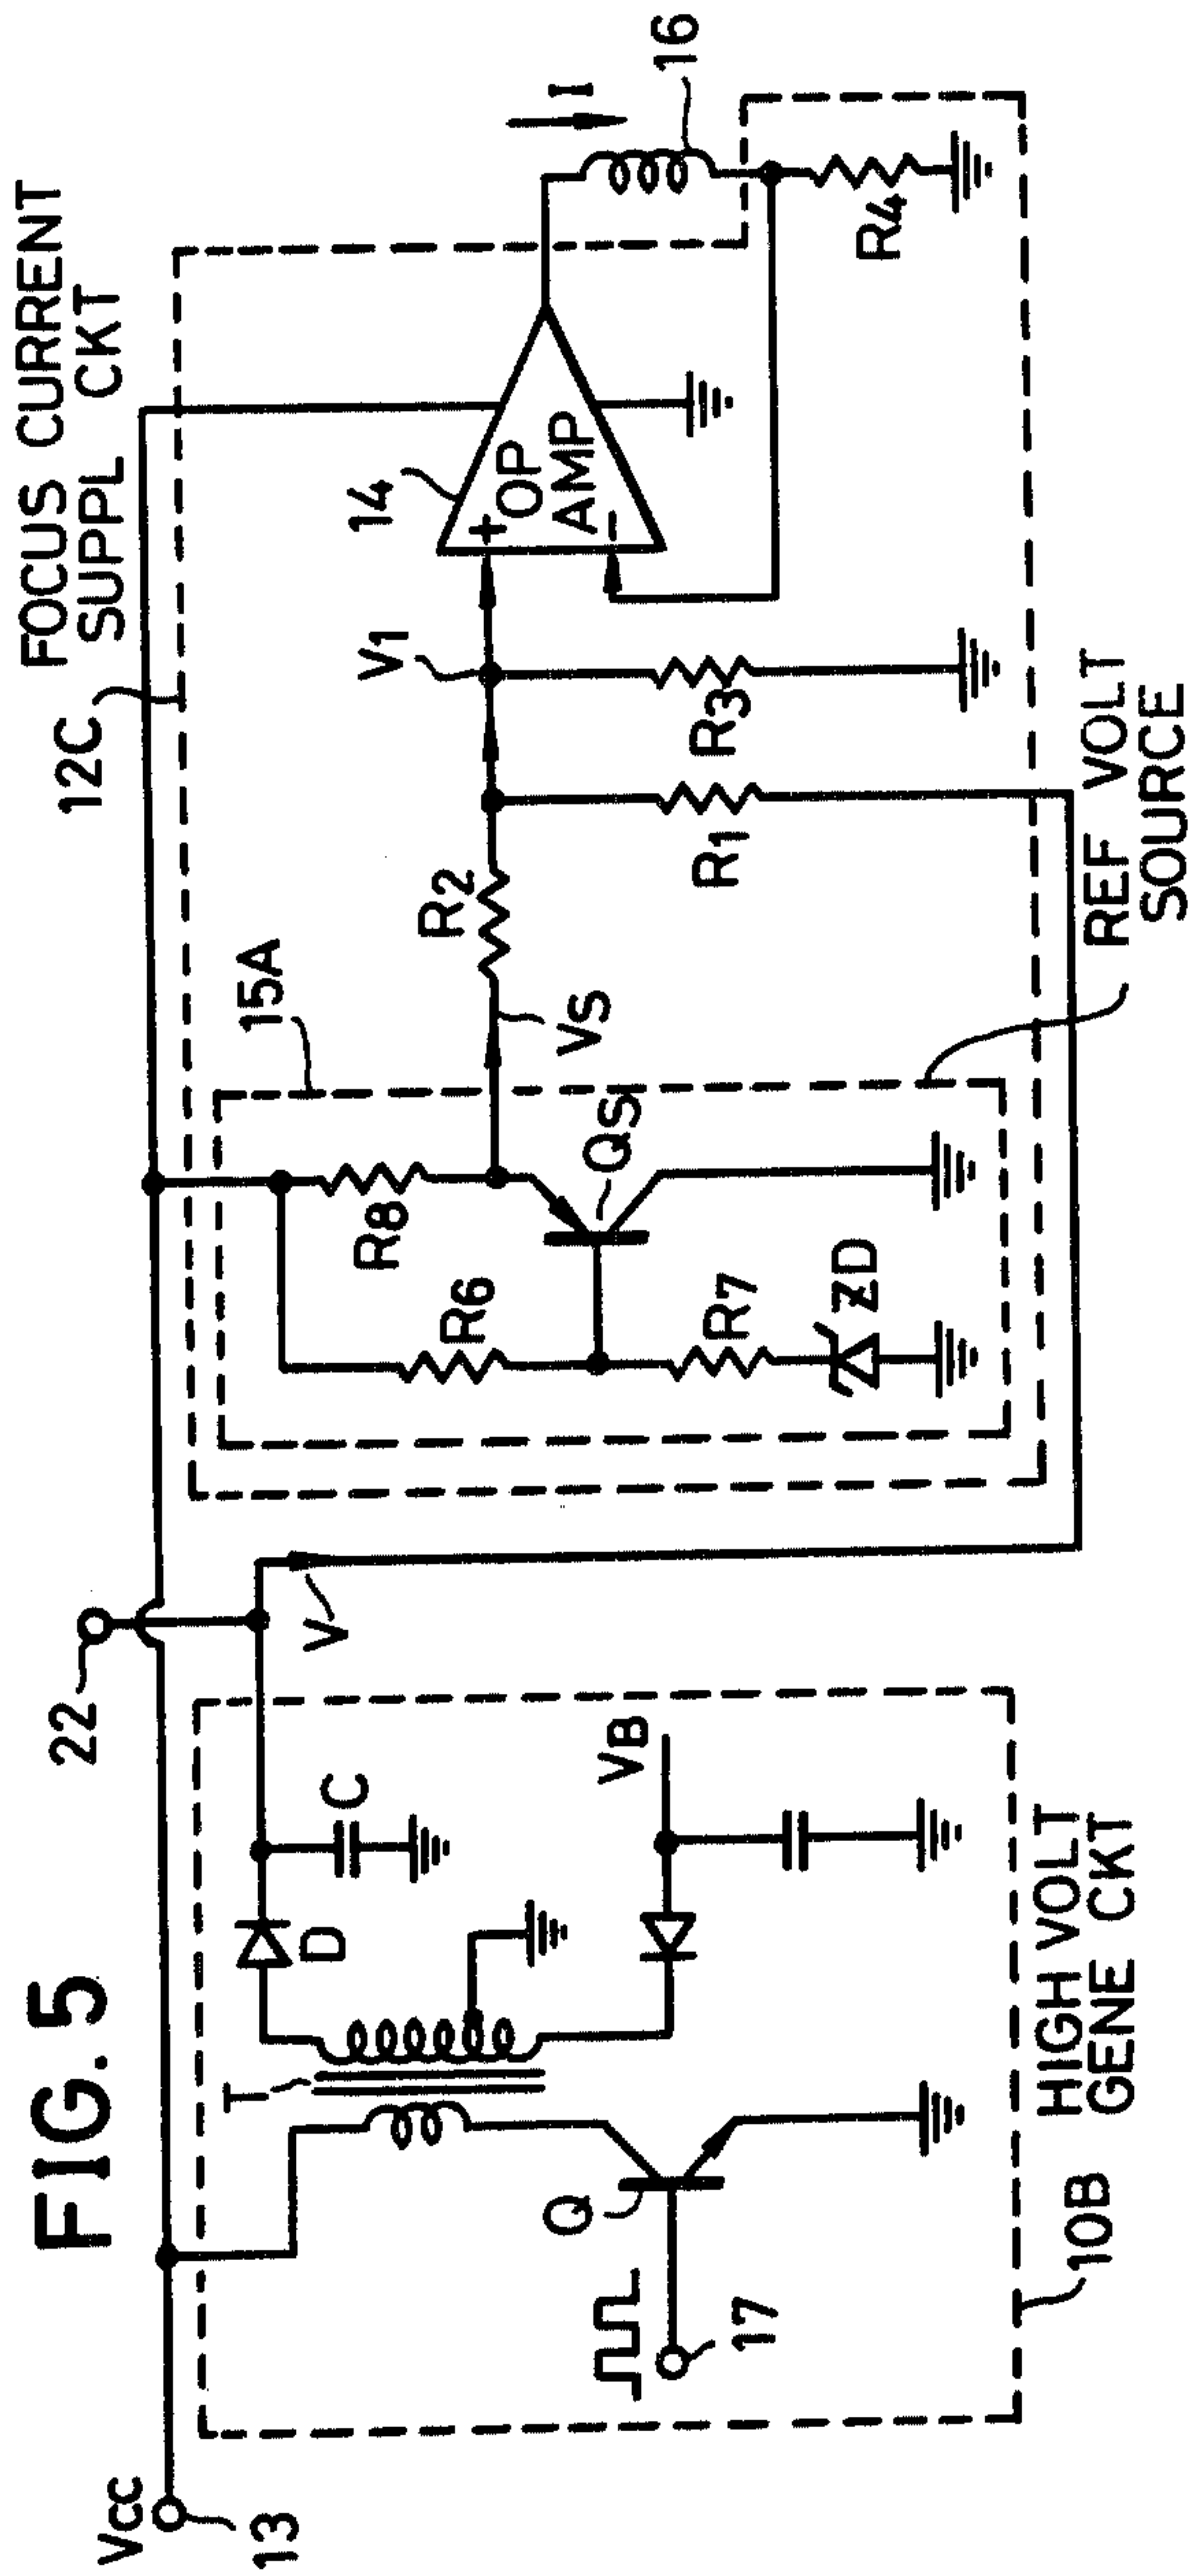 FIG. 5
FOCUS CURRENT
SUPPL CKT
12C
VCC
13
22
V
T
D
C
VB
Q
17
10B
HIGH VOLT
GENE CKT
15A
R8
R6
R7
ZD
QS
VS
R2
R1
R3
V1
14
+
OP
AMP
−
I
16
R4
REF VOLT
SOURCE